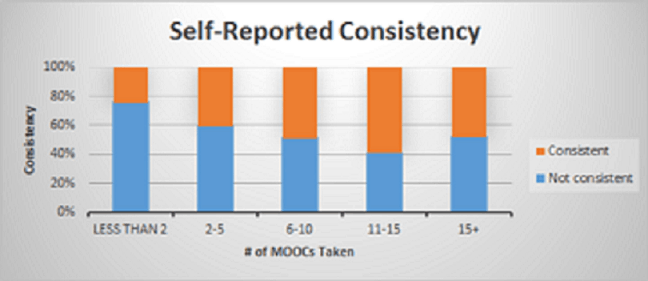 Self-Reported Consistency
100%
80%
60%
40%
20%
0%
Consistency
LESS THAN 2
2-5
6-10
11-15
15+
# of MOOCs Taken
Consistent
Not consistent